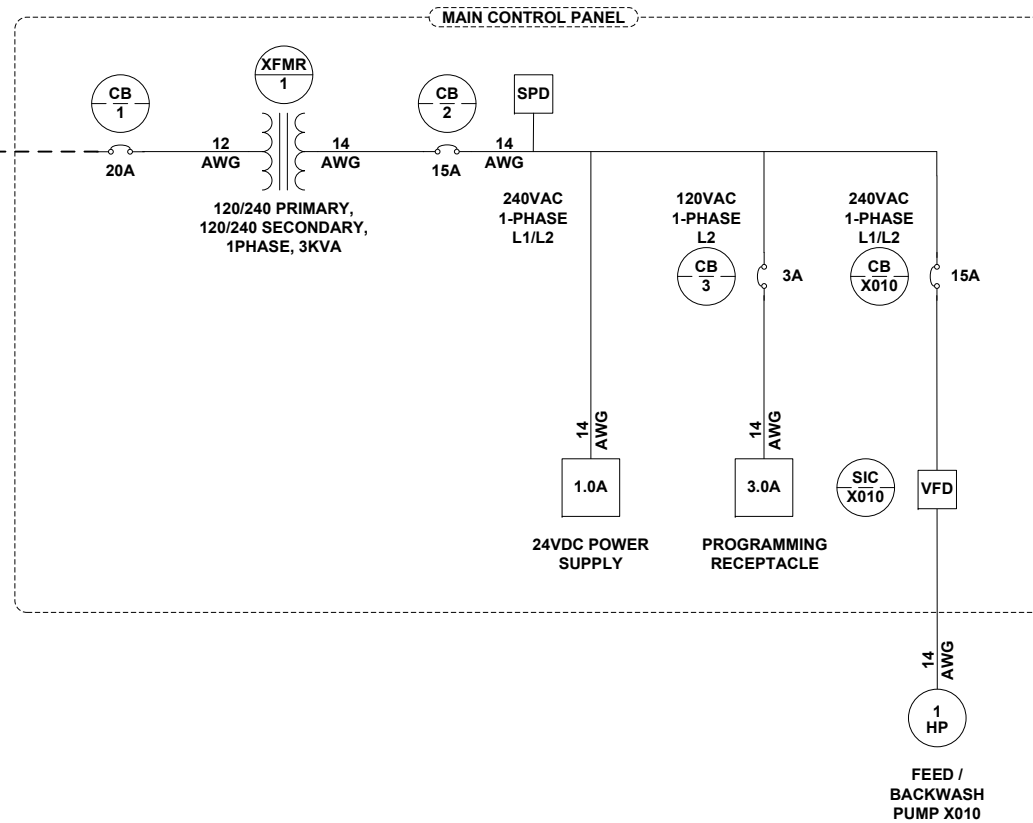 MAIN CONTROL PANEL
CB
1
20A
12
AWG
XFMR
1
14
AWG
120/240 PRIMARY,
120/240 SECONDARY,
1PHASE, 3KVA
CB
2
15A
14
AWG
SPD
240VAC
1-PHASE
L1/L2
120VAC
1-PHASE
L2
CB
3
3A
240VAC
1-PHASE
L1/L2
CB
X010
15A
14
AWG
1.0A
24VDC POWER
SUPPLY
14
AWG
3.0A
PROGRAMMING
RECEPTACLE
SIC
X010
VFD
14
AWG
1
HP
FEED /
BACKWASH
PUMP X010